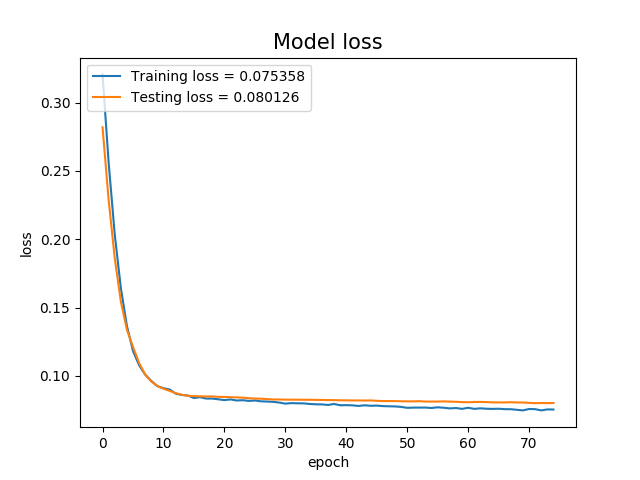 Model loss
Training loss = 0.075358
Testing loss = 0.080126
0.30
0.25
0.20
0.15
0.10
loss
0 10 20 30 40 50 60 70
epoch